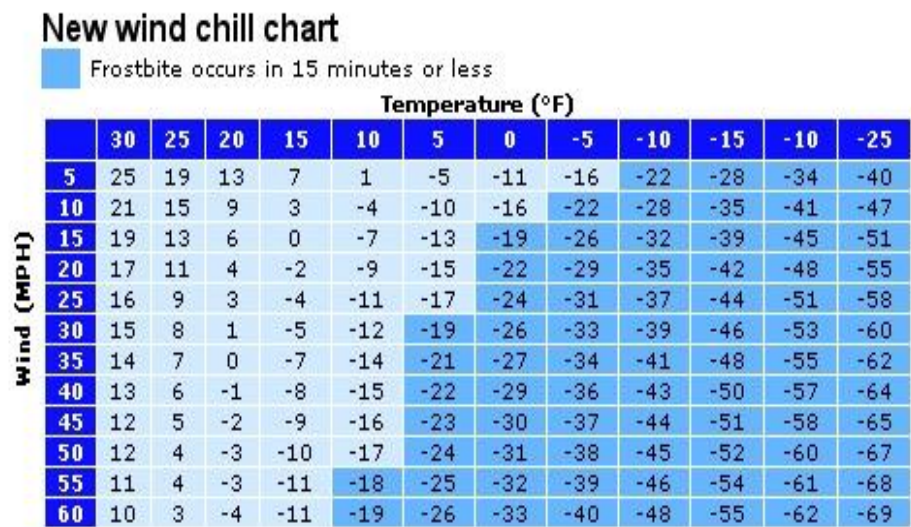 New wind chill chart
Frostbite occurs in 15 minutes or less
Temperature (°F)
30 25 20 15 10 5 0 -5 -10 -15 -10 -25
Wind (MPH)
5 25 19 13 7 1 -5 -11 -16 -22 -28 -34 -40
10 21 15 9 3 -4 -10 -16 -22 -28 -35 -41 -47
15 19 13 6 0 -7 -13 -19 -26 -32 -39 -45 -51
20 17 11 4 -2 -9 -15 -22 -29 -35 -42 -48 -55
25 16 9 3 -4 -11 -17 -24 -31 -37 -44 -51 -58
30 15 8 1 -5 -12 -19 -26 -33 -39 -46 -53 -60
35 14 7 0 -7 -14 -21 -27 -34 -41 -48 -55 -62
40 13 6 -1 -8 -15 -22 -29 -36 -43 -50 -57 -64
45 12 5 -2 -9 -16 -23 -30 -37 -44 -51 -58 -65
50 12 4 -3 -10 -17 -24 -31 -38 -45 -52 -60 -67
55 11 4 -3 -11 -18 -25 -32 -39 -46 -54 -61 -68
60 10 3 -4 -11 -19 -26 -33 -40 -48 -55 -62 -69